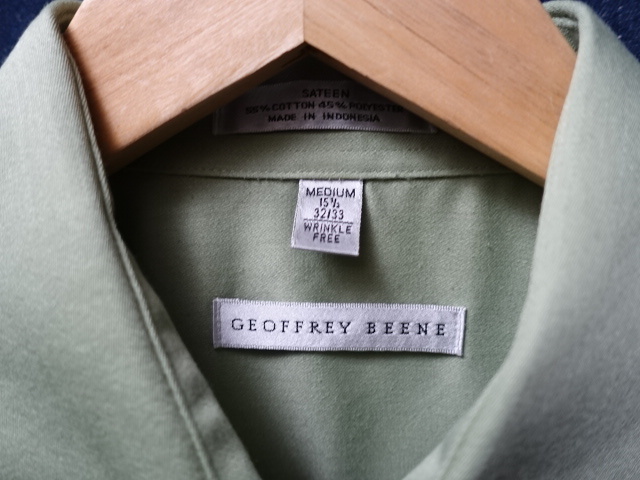 SATEEN
55% COTTON 45% POLYESTER
MADE IN INDONESIA
MEDIUM
15½
32/33
WRINKLE
FREE
GEOFFREY BEENE